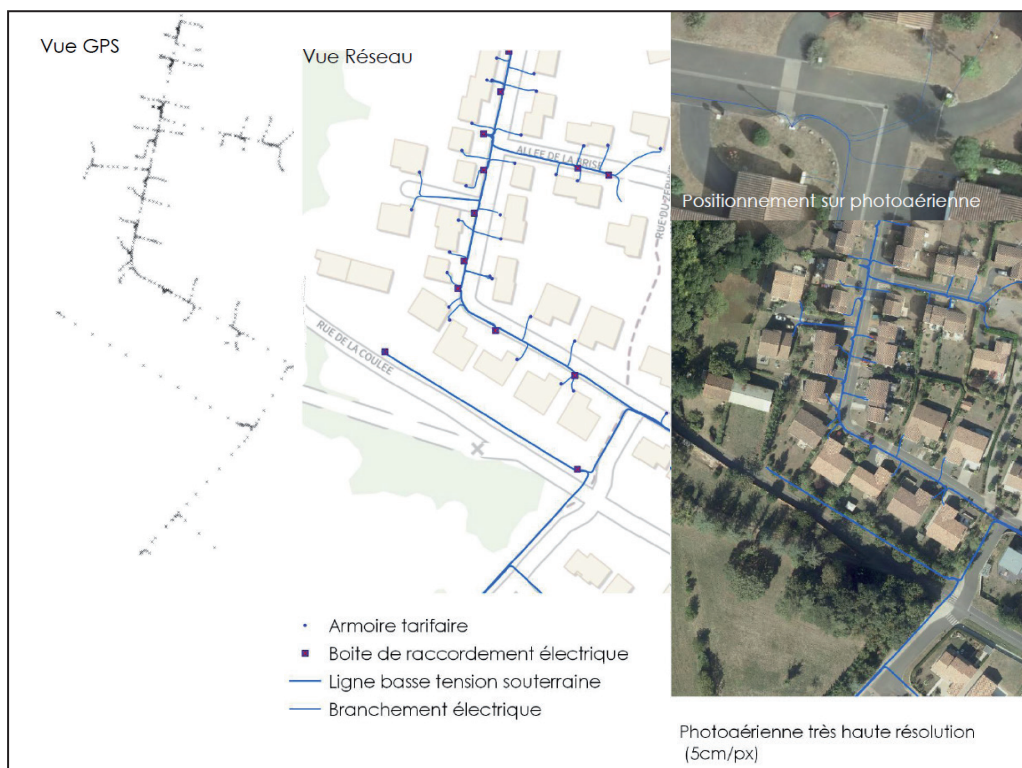 Vue GPS
Vue Réseau
ALLEE DE LA BRISE
RUE DE LA COULEE
Positionnement sur photoaérienne
Armoire tarifaire
Boite de raccordement électrique
Ligne basse tension souterraine
Branchement électrique
Photoaérienne très haute résolution
(5cm/px)